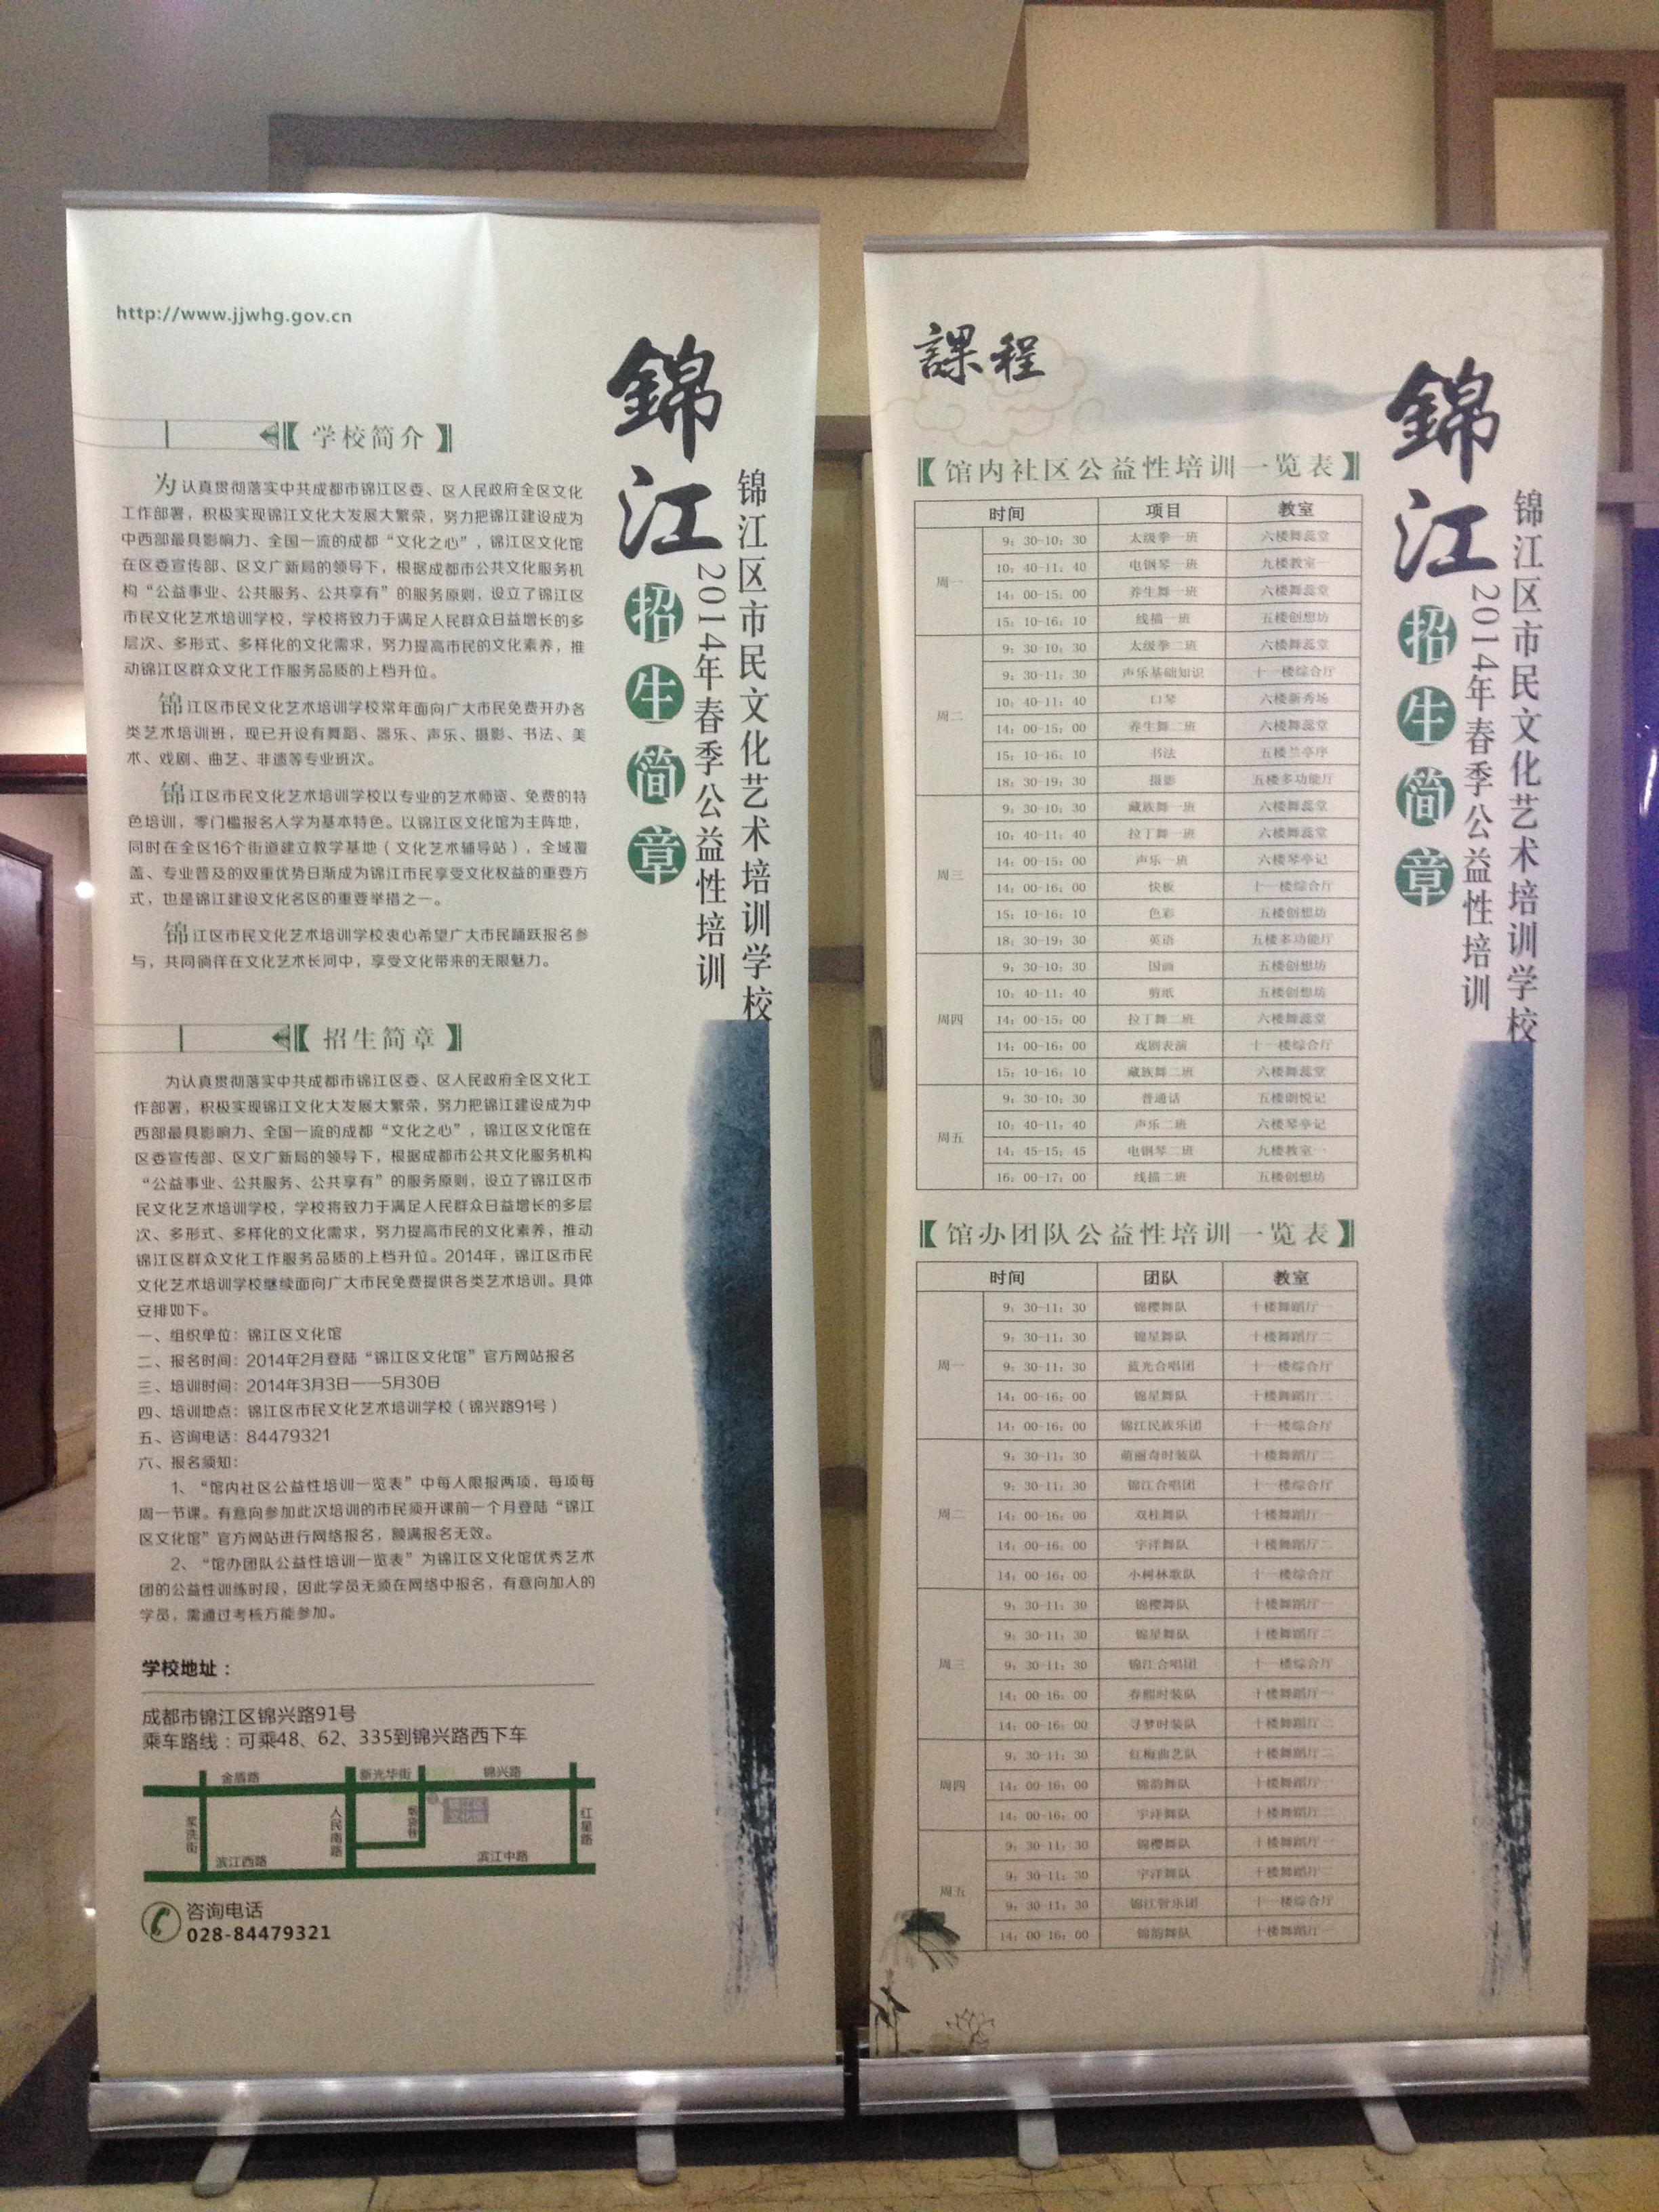 http://www.jjwhg.gov.cn
錦江
招生简章
锦江区市民文化艺术培训学校
2014年春季公益性培训
【学校简介】
为认真贯彻落实中共成都市锦江区委、区人民政府全区文化
工作部署，积极实现锦江文化大发展大繁荣，努力把锦江建设成为
中西部最具影响力、全国一流的成都“文化之心”，锦江区文化馆
在区委宣传部、区文广新局的领导下，根据成都市公共文化服务机
构“公益事业、公共服务、公共享有”的服务原则，设立了锦江区
市民文化艺术培训学校，学校将致力于满足人民群众日益增长的多
层次、多形式、多样化的文化需求，努力提高市民的文化素养，推
动锦江区群众文化工作服务品质的上档升位。
锦江区市民文化艺术培训学校常年面向广大市民免费开办各
类艺术培训班，现已开设有舞蹈、器乐、声乐、摄影、书法、美
术、戏剧、曲艺、非遗等专业班次。
锦江区市民文化艺术培训学校以专业的艺术师资、免费的特
色培训，零门槛报名入学为基本特色。以锦江区文化馆为主阵地，
同时在全区16个街道建立教学基地（文化艺术辅导站），全域覆
盖、专业普及的双重优势日渐成为锦江市民享受文化权益的重要方
式，也是锦江建设文化名区的重要举措之一。
锦江区市民文化艺术培训学校衷心希望广大市民踊跃报名参
与，共同徜徉在文化艺术长河中，享受文化带来的无限魅力。
【招生简章】
为认真贯彻落实中共成都市锦江区委、区人民政府全区文化工
作部署，积极实现锦江文化大发展大繁荣，努力把锦江建设成为中
西部最具影响力、全国一流的成都“文化之心”，锦江区文化馆在
区委宣传部、区文广新局的领导下，根据成都市公共文化服务机构
“公益事业、公共服务、公共享有”的服务原则，设立了锦江区市
民文化艺术培训学校，学校将致力于满足人民群众日益增长的多层
次、多形式、多样化的文化需求，努力提高市民的文化素养，推动
锦江区群众文化工作服务品质的上档升位。2014年，锦江区市民
文化艺术培训学校继续面向广大市民免费提供各类艺术培训。具体
安排如下。
一、组织单位：锦江区文化馆
二、报名时间：2014年2月登陆“锦江区文化馆”官方网站报名
三、培训时间：2014年3月3日——5月30日
四、培训地点：锦江区市民文化艺术培训学校（锦兴路91号）
五、咨询电话：84479321
六、报名须知：
1、“馆内社区公益性培训一览表”中每人限报两项，每项每
周一节课。有意向参加此次培训的市民须开课前一个月登陆“锦江
区文化馆”官方网站进行网络报名，额满报名无效。
2、“馆办团队公益性培训一览表”为锦江区文化馆优秀艺术
团的公益性训练时段，因此学员无须在网络中报名，有意向加入的
学员，需通过考核方能参加。
学校地址：
成都市锦江区锦兴路91号
乘车路线：可乘48、62、335到锦兴路西下车
金盾路 新光华街 锦兴路
浆洗街 人民南路 锦江区文化馆 红星路
滨江西路 滨江中路
咨询电话
028-84479321
課程
錦江
招生简章
锦江区市民文化艺术培训学校
2014年春季公益性培训
【馆内社区公益性培训一览表】
时间 项目 教室
周一 9：30-10：30 太级拳一班 六楼舞蕊堂
10：40-11：40 电钢琴一班 九楼教室一
14：00-15：00 养生舞一班 六楼舞蕊堂
15：10-16：10 线描一班 五楼创想坊
周二 9：30-10：30 太级拳二班 六楼舞蕊堂
9：30-11：30 声乐基础知识 十一楼综合厅
10：40-11：40 口琴 六楼新秀场
14：00-15：00 养生舞二班 六楼舞蕊堂
15：10-16：10 书法 五楼兰亭序
18：30-19：30 摄影 五楼多功能厅
周三 9：30-10：30 藏族舞一班 六楼舞蕊堂
10：40-11：40 拉丁舞一班 六楼舞蕊堂
14：00-15：00 声乐一班 六楼琴亭记
14：00-16：00 快板 十一楼综合厅
15：10-16：10 色彩 五楼创想坊
18：30-19：30 英语 五楼多功能厅
周四 9：30-10：30 国画 五楼创想坊
10：40-11：40 剪纸 五楼创想坊
14：00-15：00 拉丁舞二班 六楼舞蕊堂
14：00-16：00 戏剧表演 十一楼综合厅
15：10-16：10 藏族舞二班 六楼舞蕊堂
周五 9：30-10：30 普通话 五楼朗悦记
10：40-11：40 声乐二班 六楼琴亭记
14：45-15：45 电钢琴二班 九楼教室一
16：00-17：00 线描二班 五楼创想坊
【馆办团队公益性培训一览表】
时间 团队 教室
周一 9：30-11：30 锦樱舞队 十楼舞蹈厅一
9：30-11：30 锦星舞队 十楼舞蹈厅二
9：30-11：30 蓝光合唱团 十一楼综合厅
14：00-16：00 锦星舞队 十楼舞蹈厅二
14：00-16：00 锦江民族乐团 十一楼综合厅
周二 9：30-11：30 萌丽奇时装队 十楼舞蹈厅二
9：30-11：30 锦江合唱团 十一楼综合厅
14：00-16：00 双桂舞队 十楼舞蹈厅一
14：00-16：00 宇洋舞队 十楼舞蹈厅二
14：00-16：00 小树林歌队 十一楼综合厅
周三 9：30-11：30 锦樱舞队 十楼舞蹈厅一
9：30-11：30 锦星舞队 十楼舞蹈厅二
9：30-11：30 锦江合唱团 十一楼综合厅
14：00-16：00 春熙时装队 十楼舞蹈厅一
14：00-16：00 寻梦时装队 十楼舞蹈厅二
周四 9：30-11：30 红梅曲艺队 十楼舞蹈厅二
14：00-16：00 锦韵舞队 十楼舞蹈厅一
14：00-16：00 宇洋舞队 十楼舞蹈厅二
周五 9：30-11：30 锦樱舞队 十楼舞蹈厅一
9：30-11：30 宇洋舞队 十楼舞蹈厅二
9：30-11：30 锦江管乐团 十一楼综合厅
14：00-16：00 锦韵舞队 十楼舞蹈厅一